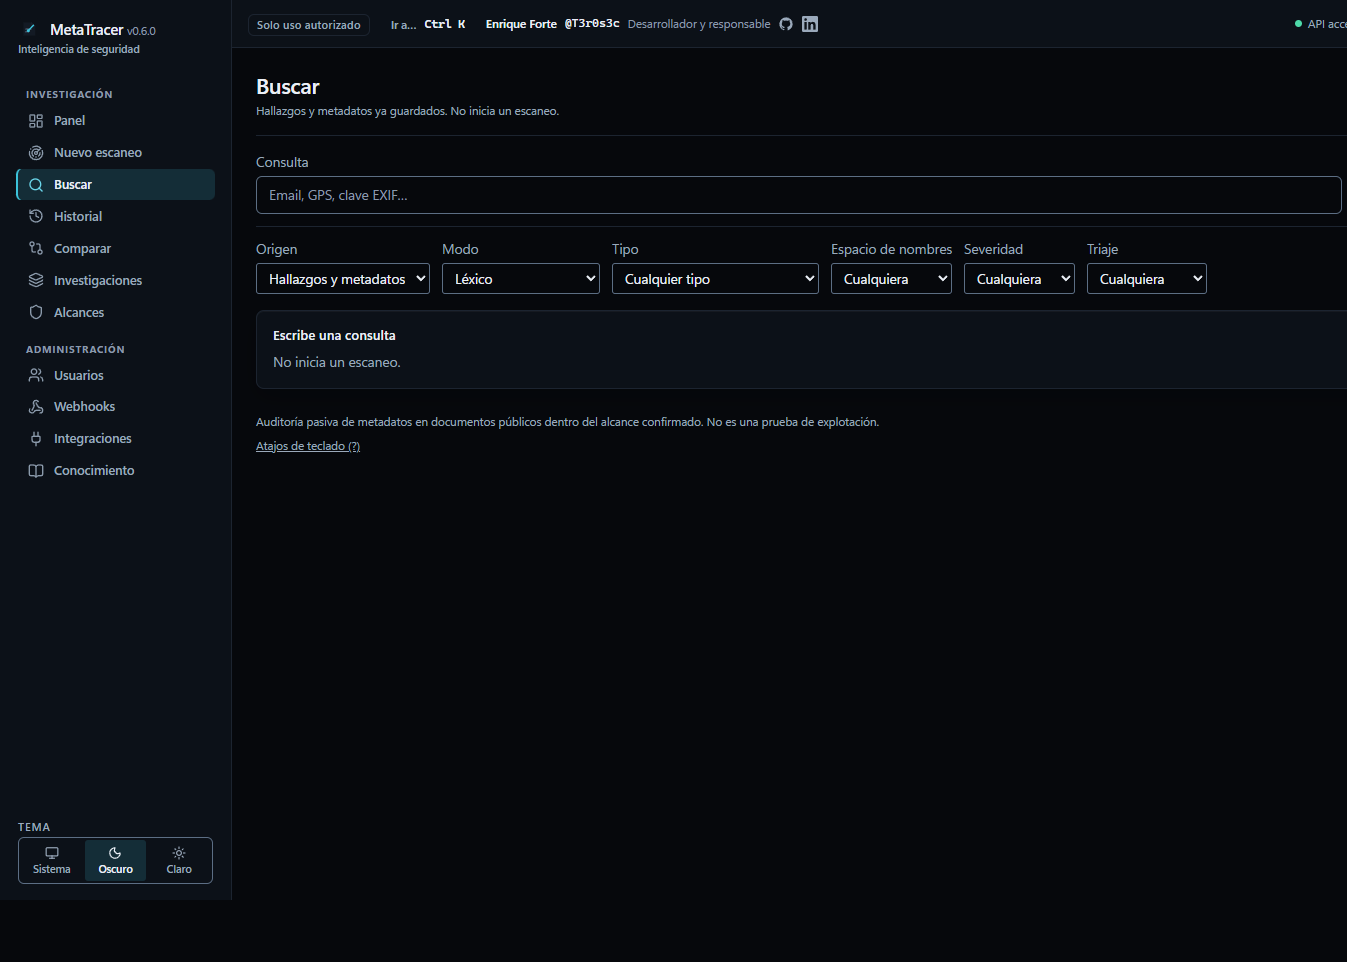 MetaTracer v0.6.0
Inteligencia de seguridad
INVESTIGACIÓN
Panel
Nuevo escaneo
Buscar
Historial
Comparar
Investigaciones
Alcances
ADMINISTRACIÓN
Usuarios
Webhooks
Integraciones
Conocimiento
TEMA
Sistema Oscuro Claro
Solo uso autorizado Ir a... Ctrl K Enrique Forte @T3r0s3c Desarrollador y responsable API
Buscar
Hallazgos y metadatos ya guardados. No inicia un escaneo.
Consulta
Email, GPS, clave EXIF...
Origen Modo Tipo Espacio de nombres Severidad Triaje
Hallazgos y metadatos Léxico Cualquier tipo Cualquiera Cualquiera Cualquiera
Escribe una consulta
No inicia un escaneo.
Auditoría pasiva de metadatos en documentos públicos dentro del alcance confirmado. No es una prueba de explotación.
Atajos de teclado (?)